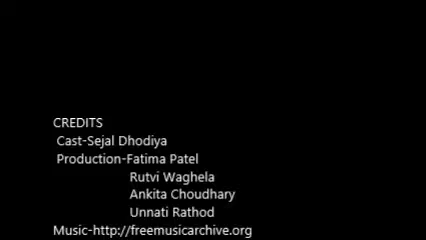 CREDITS
Cast-Sejal Dhodiya
Production-Fatima Patel
Rutvi Waghela
Ankita Choudhary
Unnati Rathod
Music-http://freemusicarchive.org